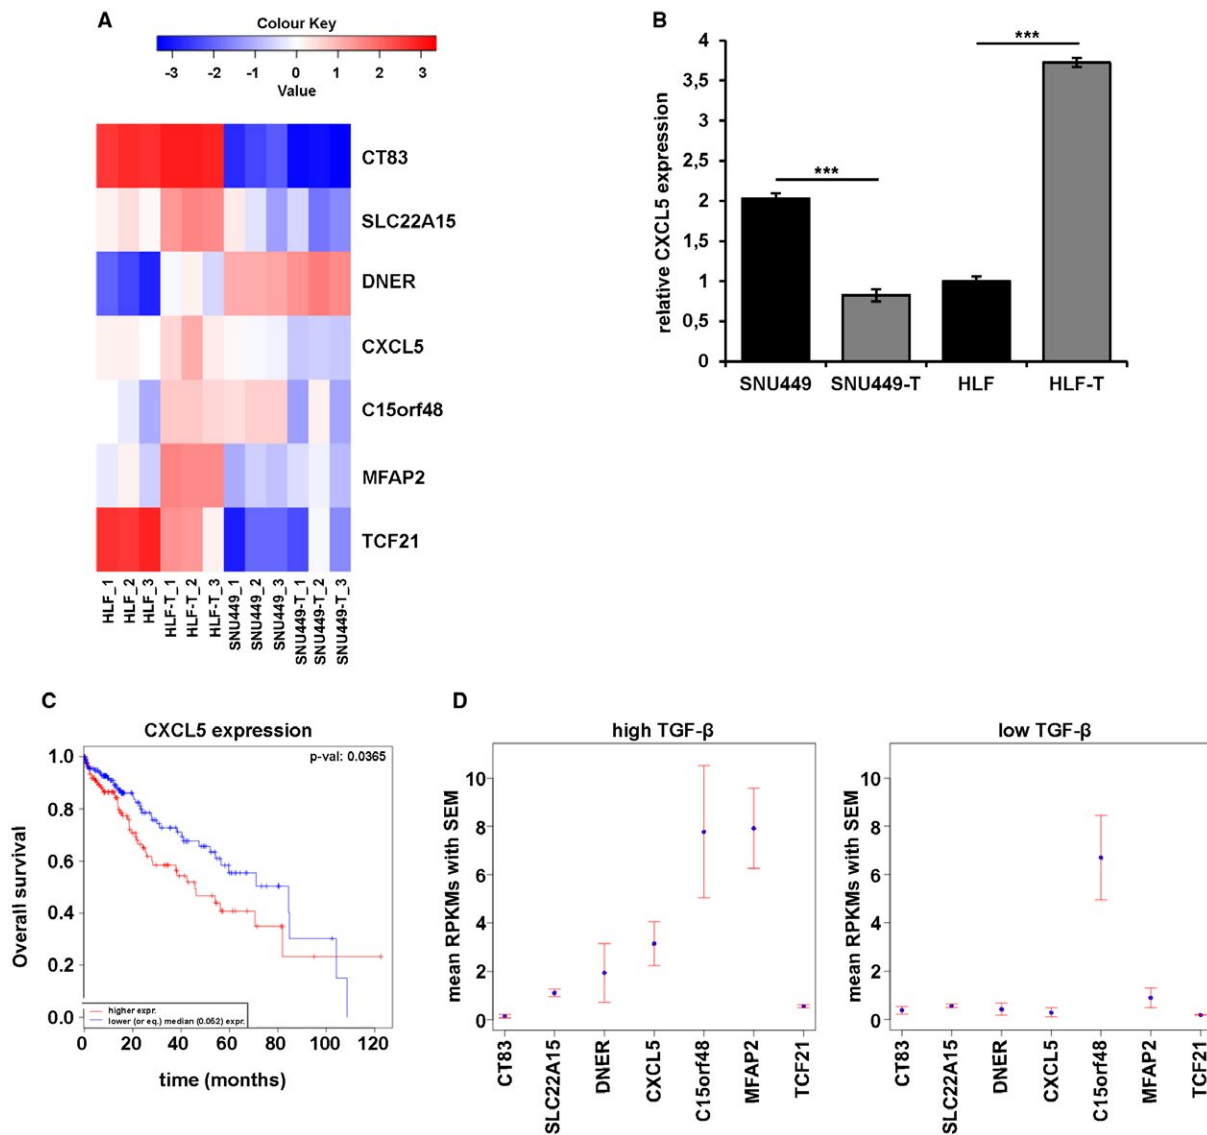 A
Colour Key
-3 -2 -1 0 1 2 3
Value
CT83
SLC22A15
DNER
CXCL5
C15orf48
MFAP2
TCF21
HLF_1 HLF_2 HLF_3 HLF-T_1 HLF-T_2 HLF-T_3 SNU449_1 SNU449_2 SNU449_3 SNU449-T_1 SNU449-T_2 SNU449-T_3
B
relative CXCL5 expression
4
3,5
3
2,5
2
1,5
1
0,5
0
***
***
SNU449 SNU449-T HLF HLF-T
C
CXCL5 expression
p-val: 0.0365
Overall survival
1.0
0.8
0.6
0.4
0.2
0.0
higher expr.
lower (or eq.) median (0.052) expr.
0 20 40 60 80 100 120
time (months)
D
high TGF-β
mean RPKMs with SEM
10
8
6
4
2
0
CT83 SLC22A15 DNER CXCL5 C15orf48 MFAP2 TCF21
low TGF-β
mean RPKMs with SEM
10
8
6
4
2
0
CT83 SLC22A15 DNER CXCL5 C15orf48 MFAP2 TCF21